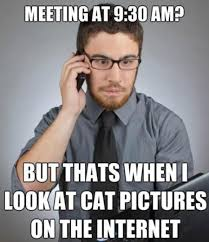 MEETING AT 9:30 AM?
BUT THATS WHEN I
LOOK AT CAT PICTURES
ON THE INTERNET